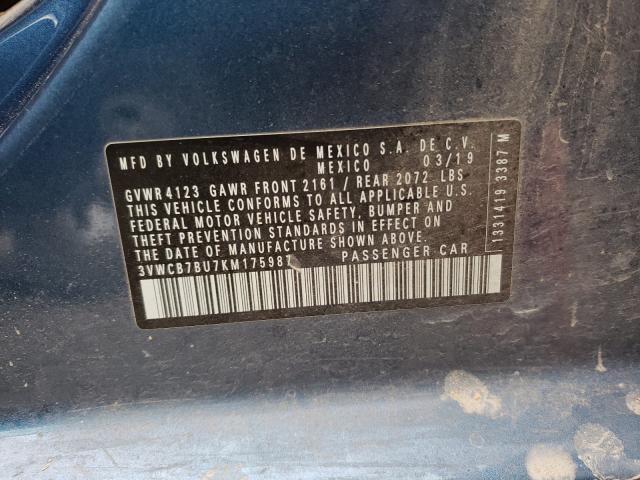 MFD BY VOLKSWAGEN DE MEXICO S.A. DE C.V.
MEXICO 03/19
GVWR4123 GAWR FRONT 2161 / REAR 2072 LBS
THIS VEHICLE CONFORMS TO ALL APPLICABLE U.S.
FEDERAL MOTOR VEHICLE SAFETY, BUMPER AND
THEFT PREVENTION STANDARDS IN EFFECT ON
THE DATE OF MANUFACTURE SHOWN ABOVE.
3VWCB7BU7KM175987 PASSENGER CAR
1331419 3387 M